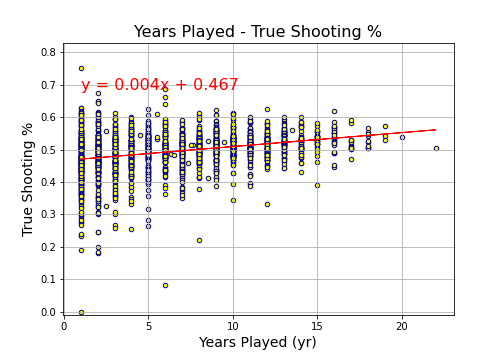 Years Played - True Shooting %
y = 0.004x + 0.467
True Shooting %
0.8
0.7
0.6
0.5
0.4
0.3
0.2
0.1
0.0
0 5 10 15 20
Years Played (yr)